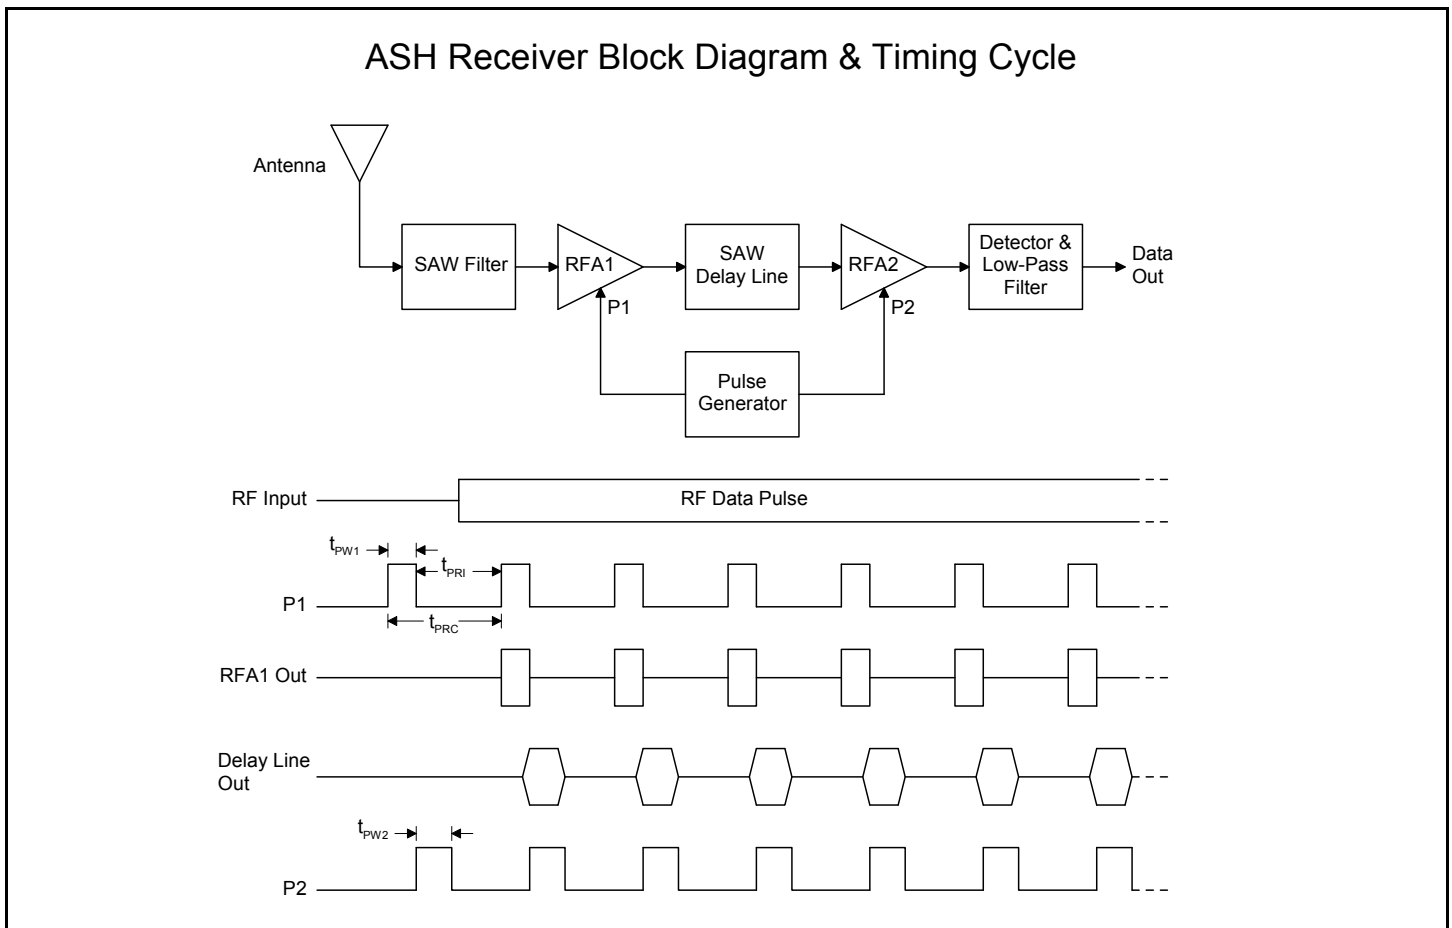 ASH Receiver Block Diagram & Timing Cycle
Antenna
SAW Filter
RFA1
SAW
Delay Line
RFA2
Detector &
Low-Pass
Filter
Data
Out
P1
P2
Pulse
Generator
RF Input
RF Data Pulse
tPW1
tPRI
P1
tPRC
RFA1 Out
Delay Line
Out
tPW2
P2